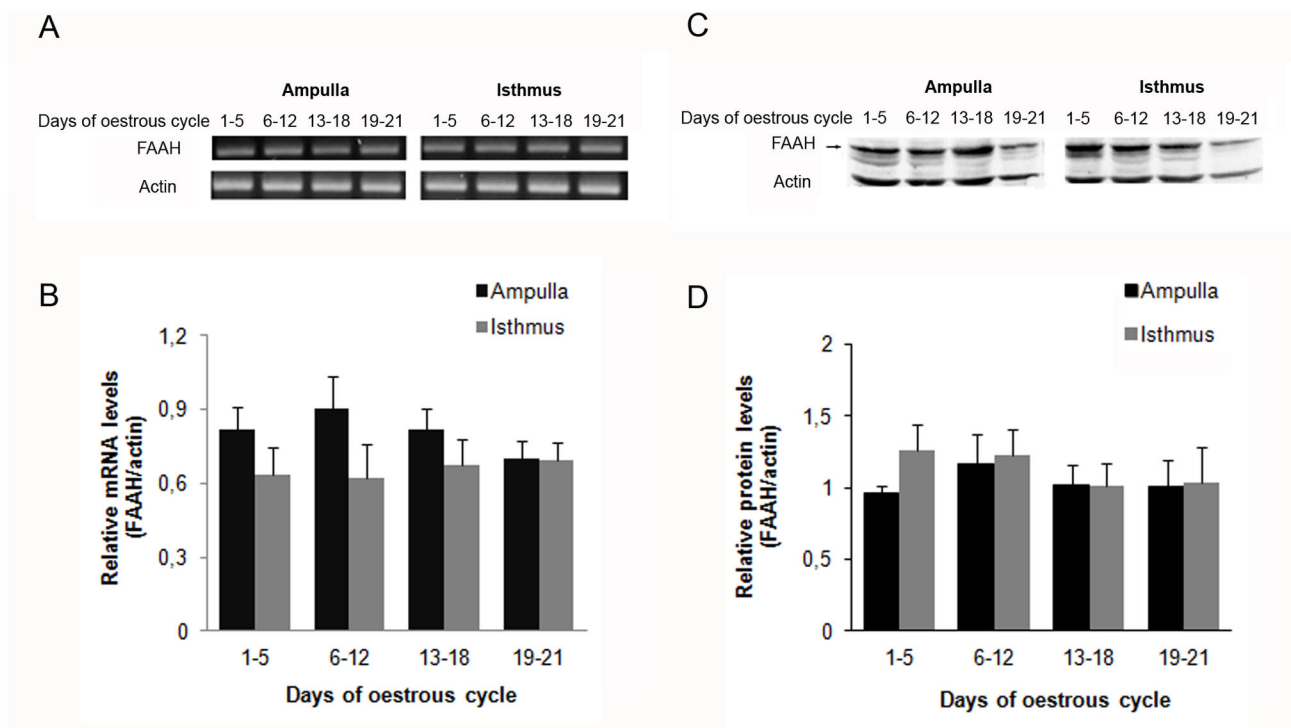 A
Ampulla Isthmus
Days of oestrous cycle 1-5 6-12 13-18 19-21 1-5 6-12 13-18 19-21
FAAH
Actin
B
Ampulla
Isthmus
Relative mRNA levels
(FAAH/actin)
1,2
0,9
0,6
0,3
0
1-5 6-12 13-18 19-21
Days of oestrous cycle
C
Ampulla Isthmus
Days of oestrous cycle 1-5 6-12 13-18 19-21 1-5 6-12 13-18 19-21
FAAH
Actin
D
Ampulla
Isthmus
Relative protein levels
(FAAH/actin)
2
1,5
1
0,5
0
1-5 6-12 13-18 19-21
Days of oestrous cycle